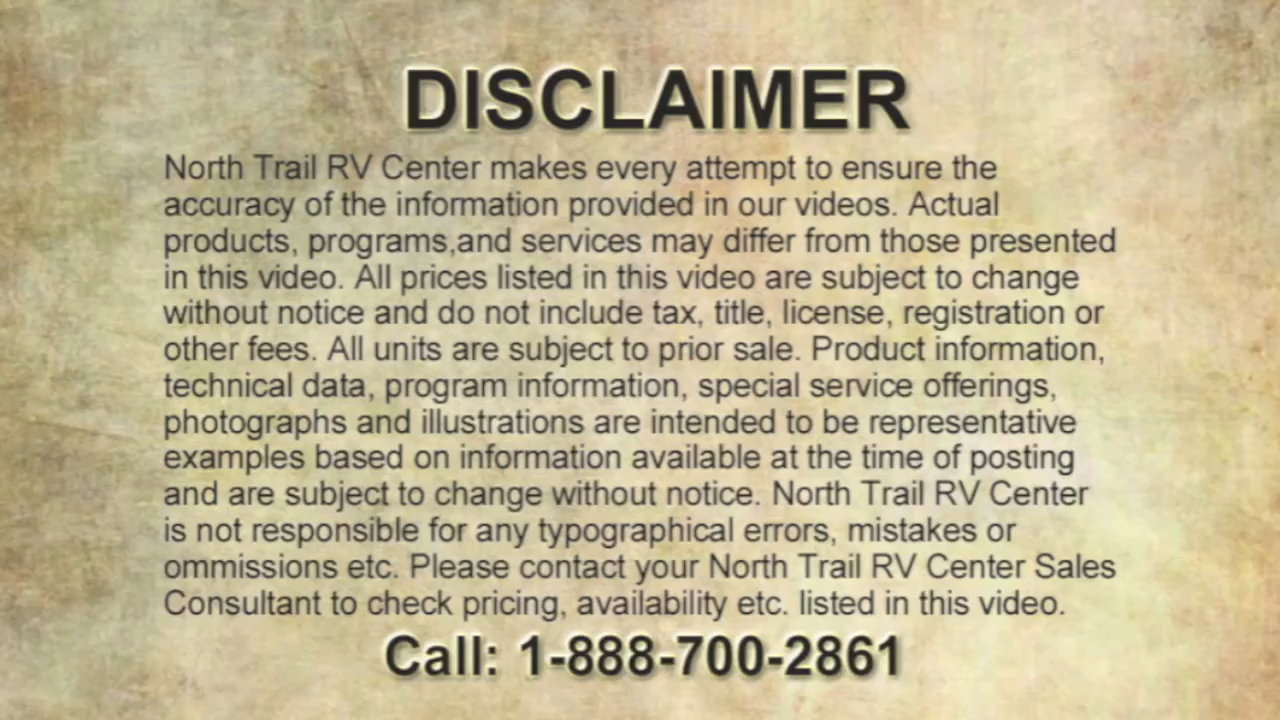 DISCLAIMER
North Trail RV Center makes every attempt to ensure the
accuracy of the information provided in our videos. Actual
products, programs,and services may differ from those presented
in this video. All prices listed in this video are subject to change
without notice and do not include tax, title, license, registration or
other fees. All units are subject to prior sale. Product information,
technical data, program information, special service offerings,
photographs and illustrations are intended to be representative
examples based on information available at the time of posting
and are subject to change without notice. North Trail RV Center
is not responsible for any typographical errors, mistakes or
ommissions etc. Please contact your North Trail RV Center Sales
Consultant to check pricing, availability etc. listed in this video.
Call: 1-888-700-2861